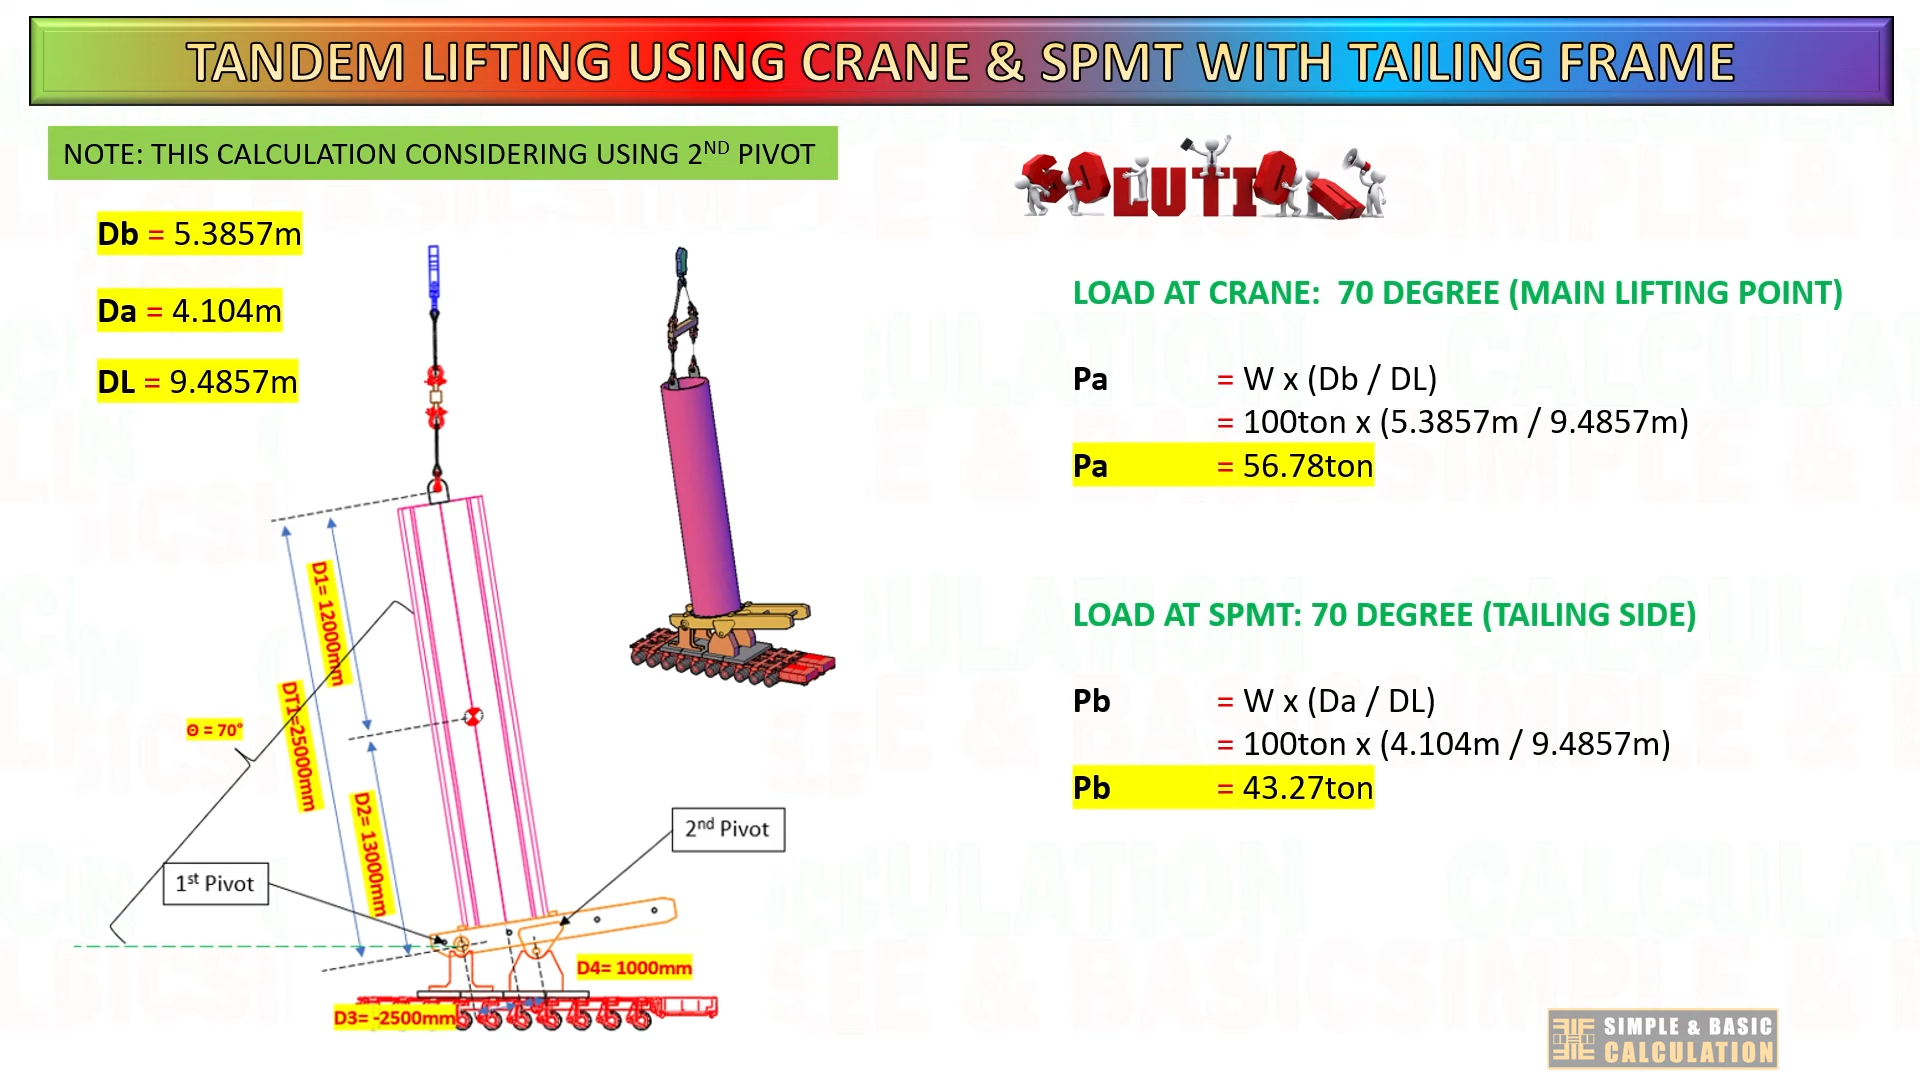 TANDEM LIFTING USING CRANE & SPMT WITH TAILING FRAME
NOTE: THIS CALCULATION CONSIDERING USING 2ND PIVOT
SOLUTION
Db = 5.3857m
Da = 4.104m
DL = 9.4857m
LOAD AT CRANE: 70 DEGREE (MAIN LIFTING POINT)
Pa = W x (Db / DL)
= 100ton x (5.3857m / 9.4857m)
Pa = 56.78ton
LOAD AT SPMT: 70 DEGREE (TAILING SIDE)
Pb = W x (Da / DL)
= 100ton x (4.104m / 9.4857m)
Pb = 43.27ton
D1= 12000mm
DT1=25000mm
Θ = 70°
D2= 13000mm
2nd Pivot
1st Pivot
D4= 1000mm
D3= -2500mm
SIMPLE & BASIC
CALCULATION